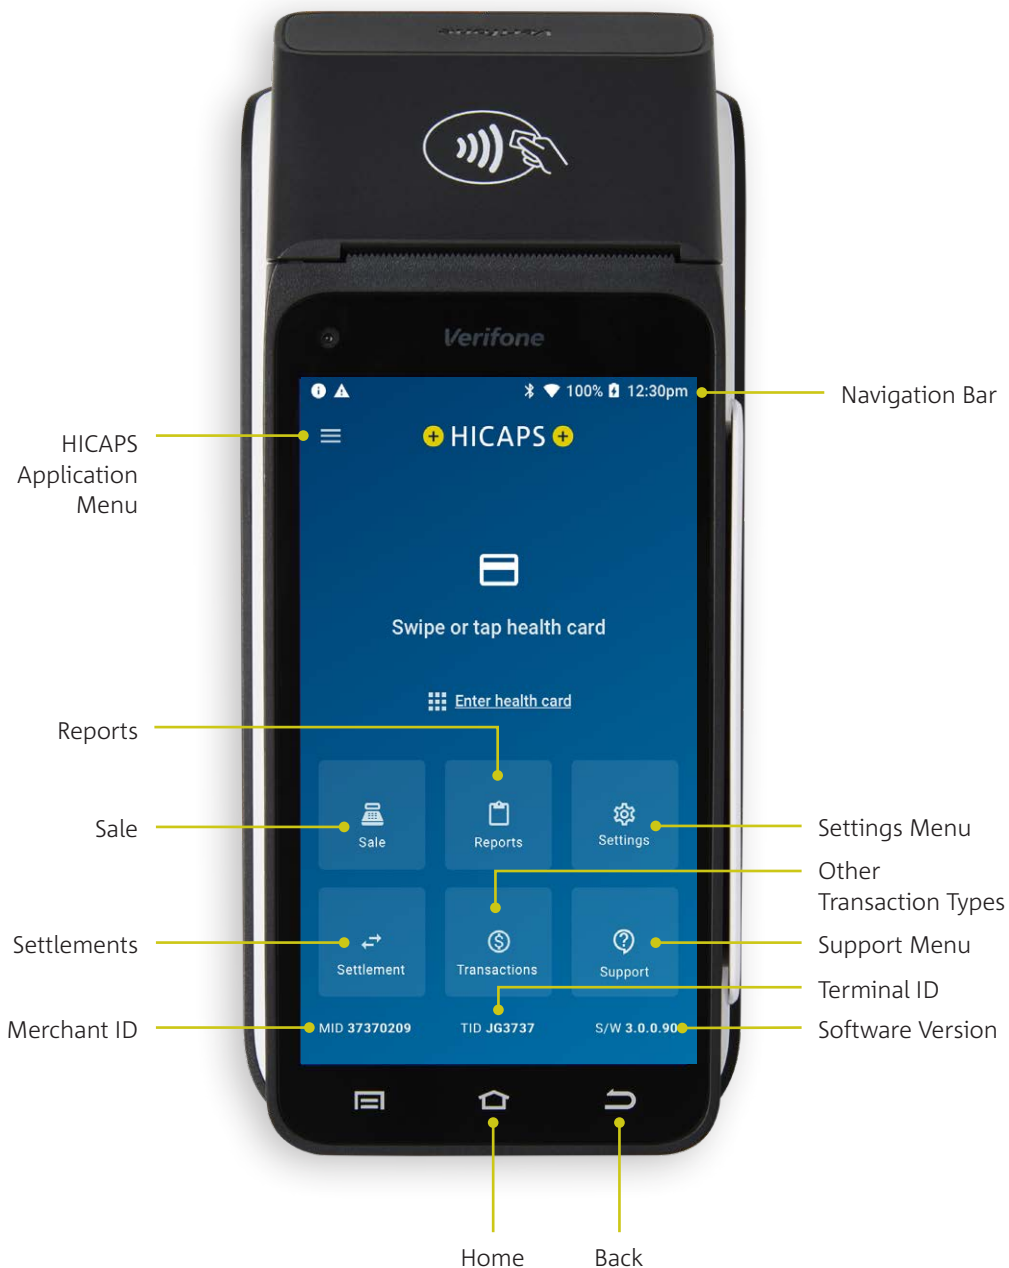 Verifone
Verifone
100% 12:30pm
Navigation Bar
HICAPS
HICAPS
Application
Menu
Swipe or tap health card
Enter health card
Reports
Sale
Sale
Reports
Settings
Settings Menu
Other
Transaction Types
Settlements
Settlement
Transactions
Support
Support Menu
Terminal ID
Merchant ID
MID 37370209
TID JG3737
S/W 3.0.0.90
Software Version
Home
Back